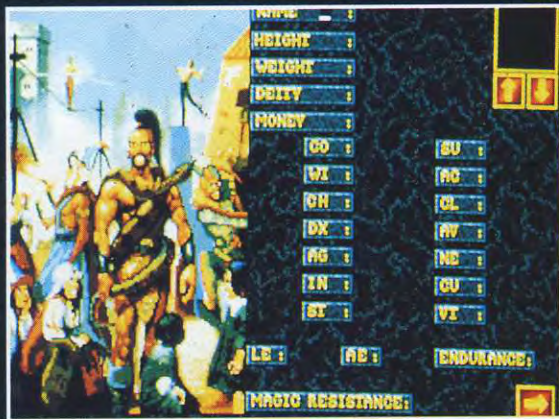 NAME :
HEIGHT :
WEIGHT :
DEITY :
MONEY :
CO : SU :
WI : AC :
CH : CL :
DX : AV :
AG : NE :
IN : CU :
ST : VI :
LE : AE : ENDURANCE:
MAGIC RESISTANCE: